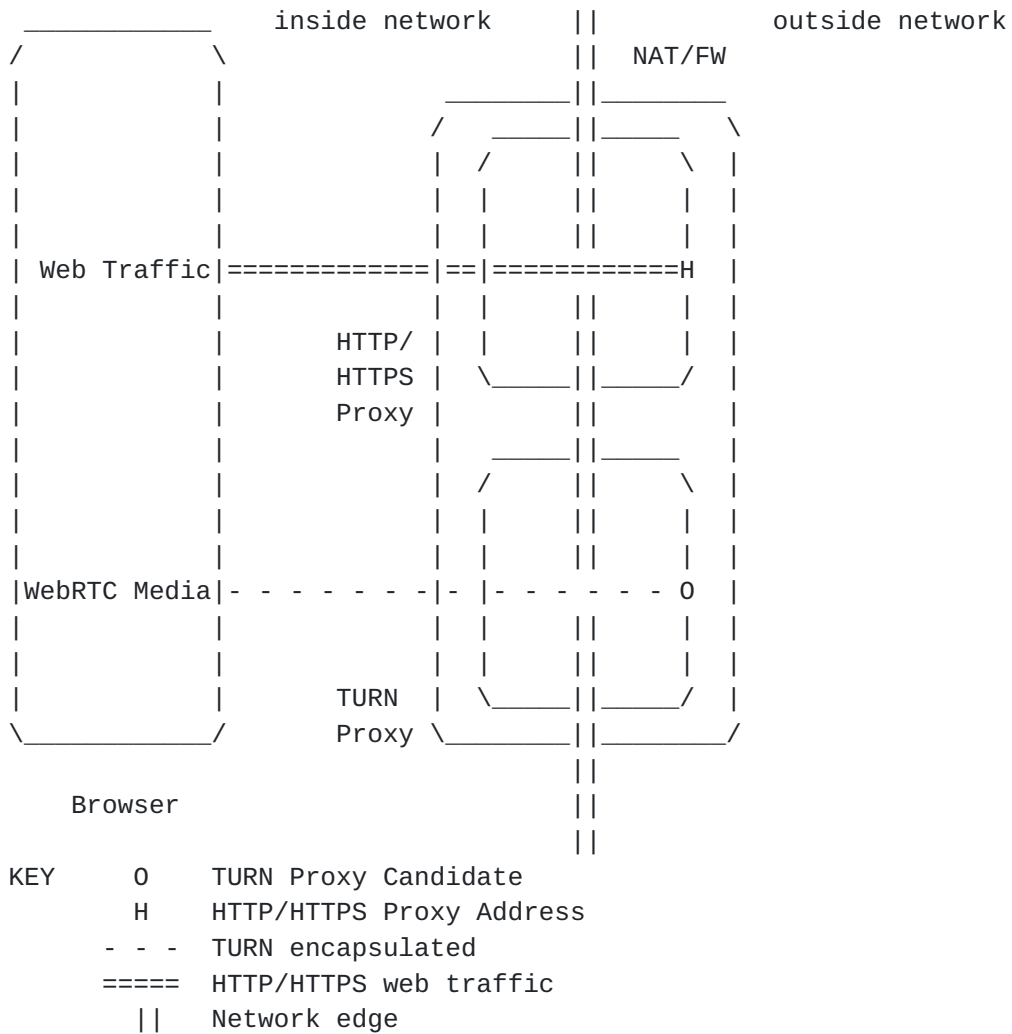 inside network || outside network
|| NAT/FW
Web Traffic|=============|==|============H
HTTP/
HTTPS
Proxy
|WebRTC Media|- - - - - - -|- |- - - - - - O |
TURN
Proxy
Browser
KEY O TURN Proxy Candidate
H HTTP/HTTPS Proxy Address
- - - TURN encapsulated
===== HTTP/HTTPS web traffic
|| Network edge